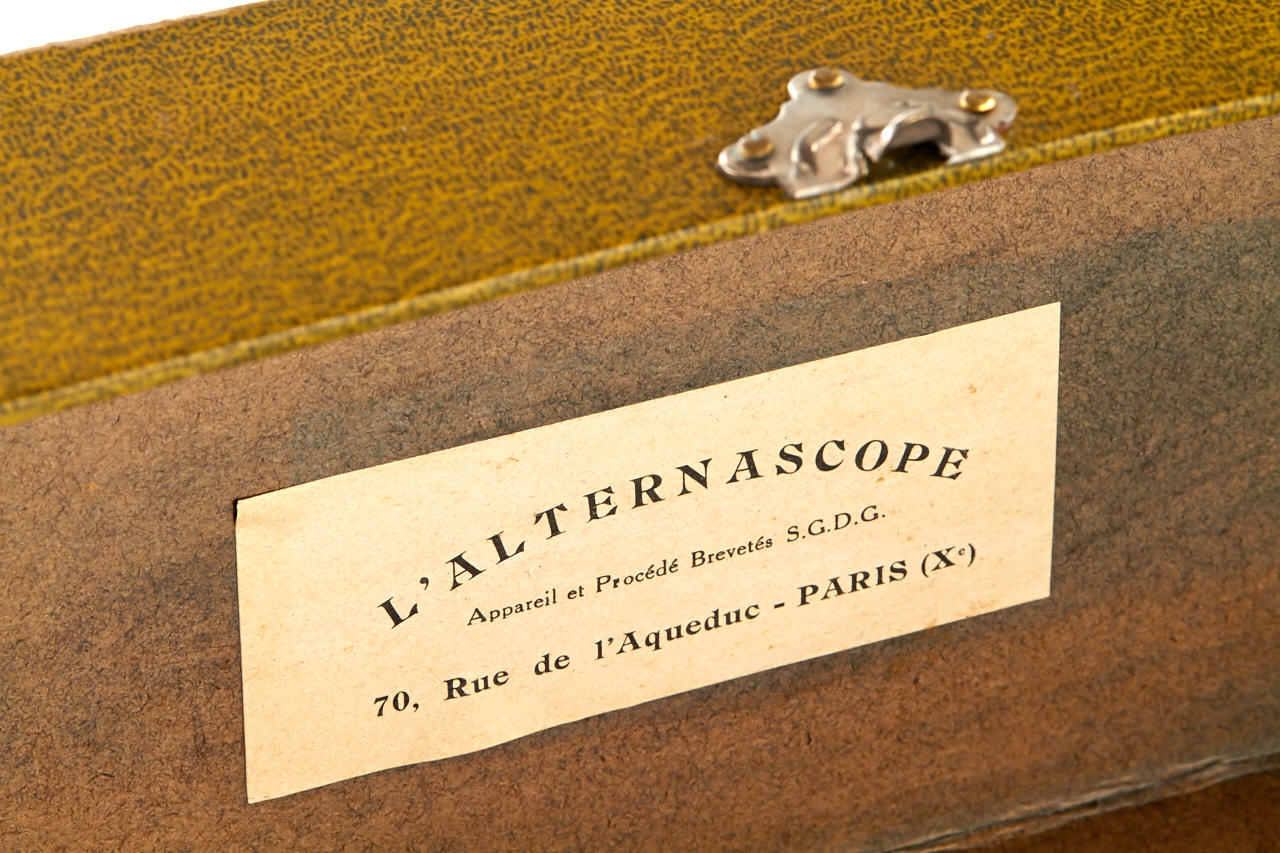 L'ALTERNASCOPE
Appareil et Procédé Brevetés S.G.D.G.
70, Rue de l'Aqueduc - PARIS (Xᵉ)